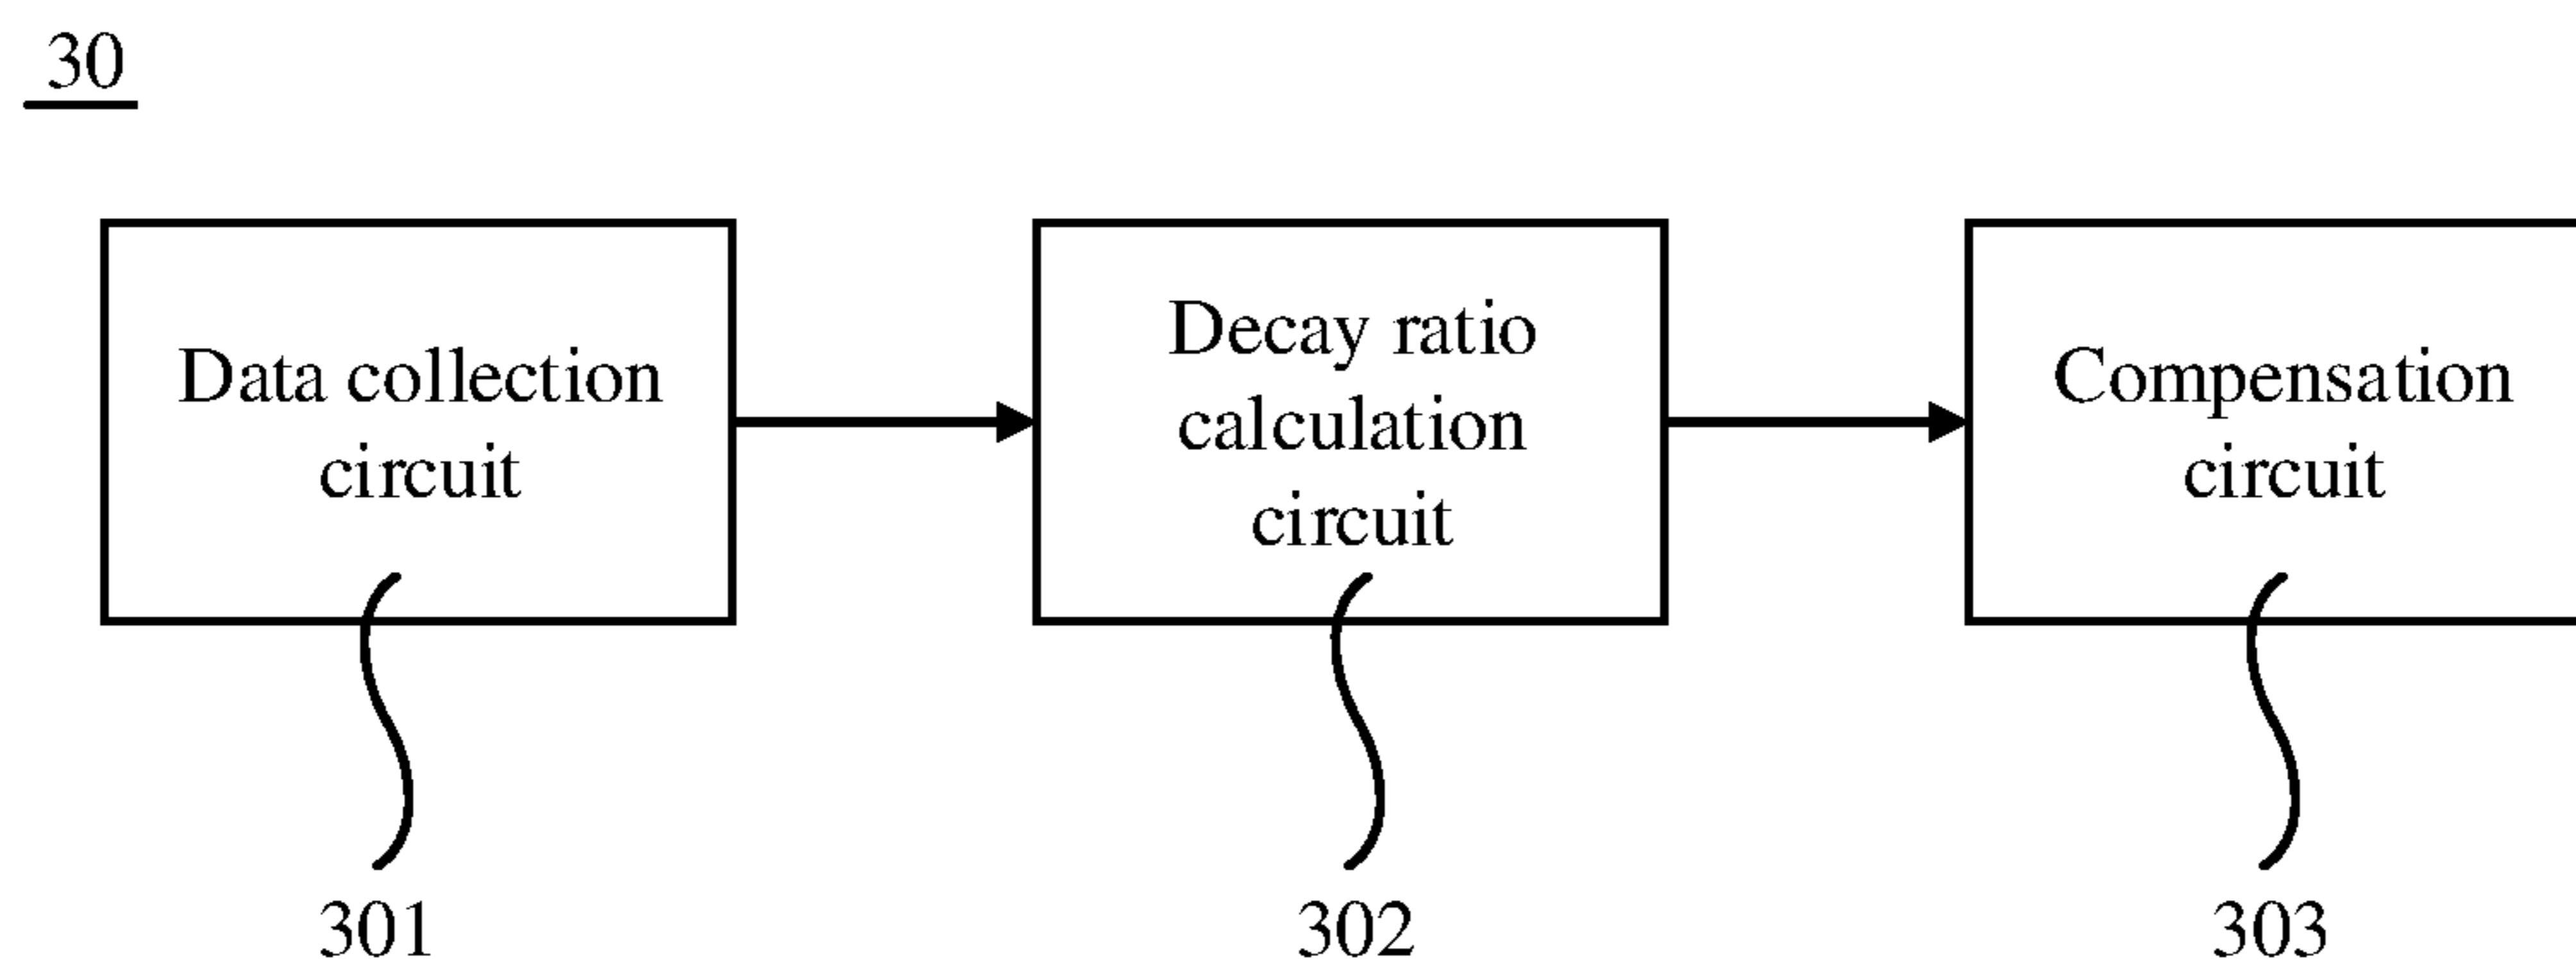 30
Data collection
circuit
Decay ratio
calculation
circuit
Compensation
circuit
301
302
303